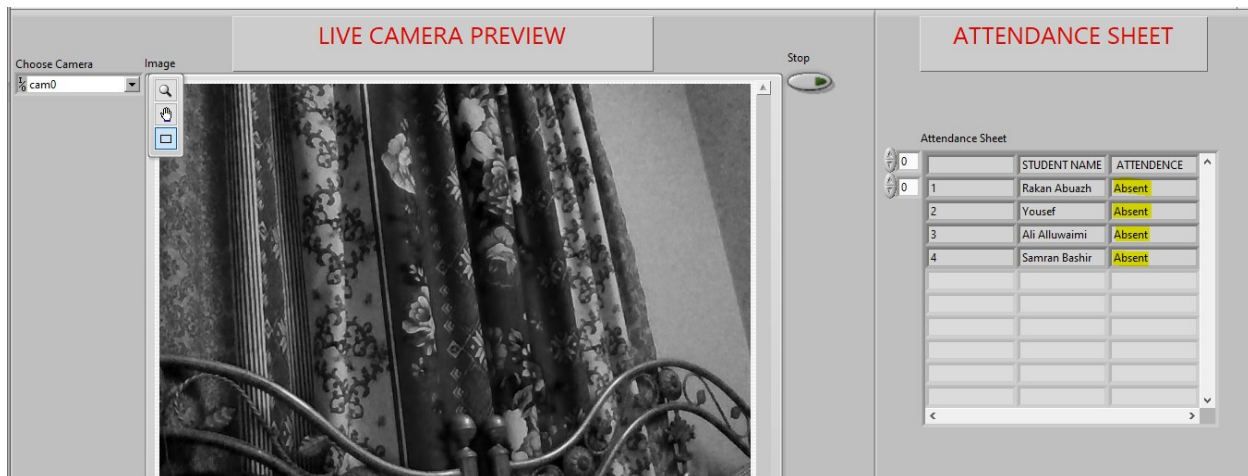 LIVE CAMERA PREVIEW
ATTENDANCE SHEET
Choose Camera
Image
Stop
cam0
Attendance Sheet
0
STUDENT NAME ATTENDENCE
0
1 Rakan Abuazh Absent
2 Yousef Absent
3 Ali Alluwaimi Absent
4 Samran Bashir Absent